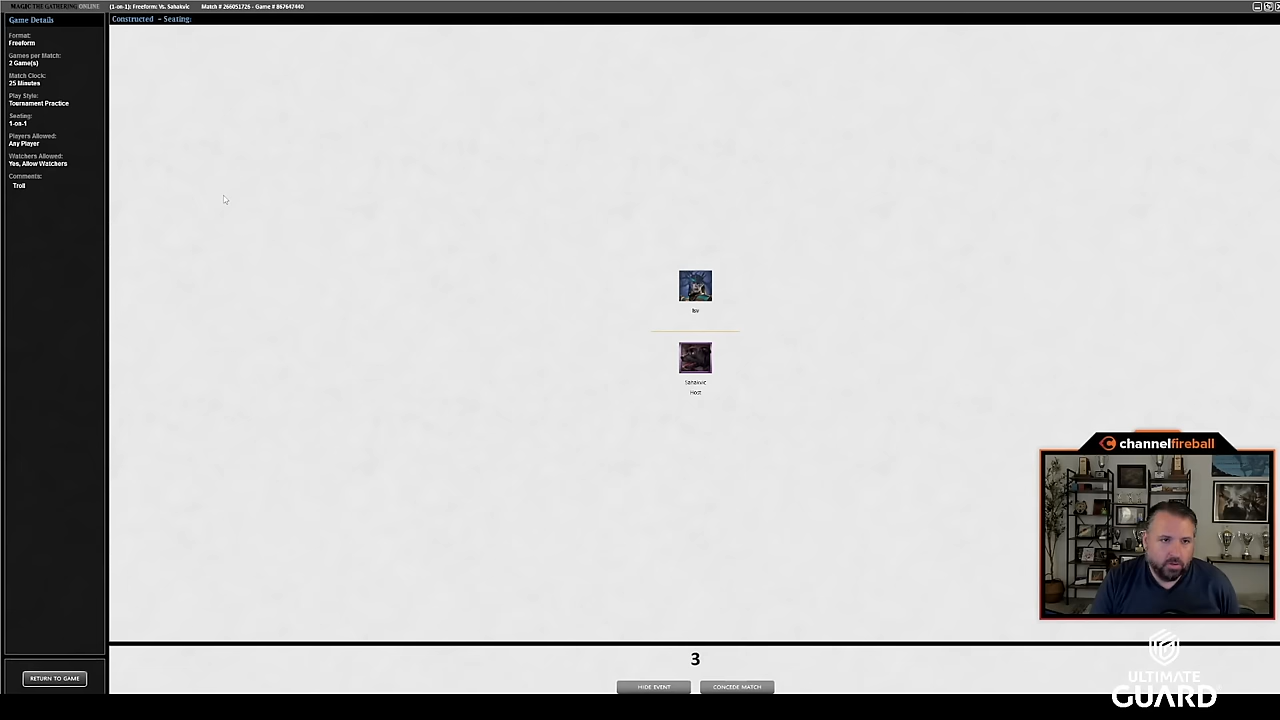 MAGIC THE GATHERING ONLINE
(1-on-1): Freeform: Vs. Sahakvic Match # 266051726 - Game # 867647440
Game Details
Constructed - Seating:
Format:
Freeform
Games per Match:
2 Game(s)
Match Clock:
25 Minutes
Play Style:
Tournament Practice
Seating:
1-on-1
Players Allowed:
Any Player
Watchers Allowed:
Yes, Allow Watchers
Comments:
Troll
lsv
Sahakvic
Host
channelfireball
3
RETURN TO GAME
HIDE EVENT
CONCEDE MATCH
ULTIMATE
GUARD